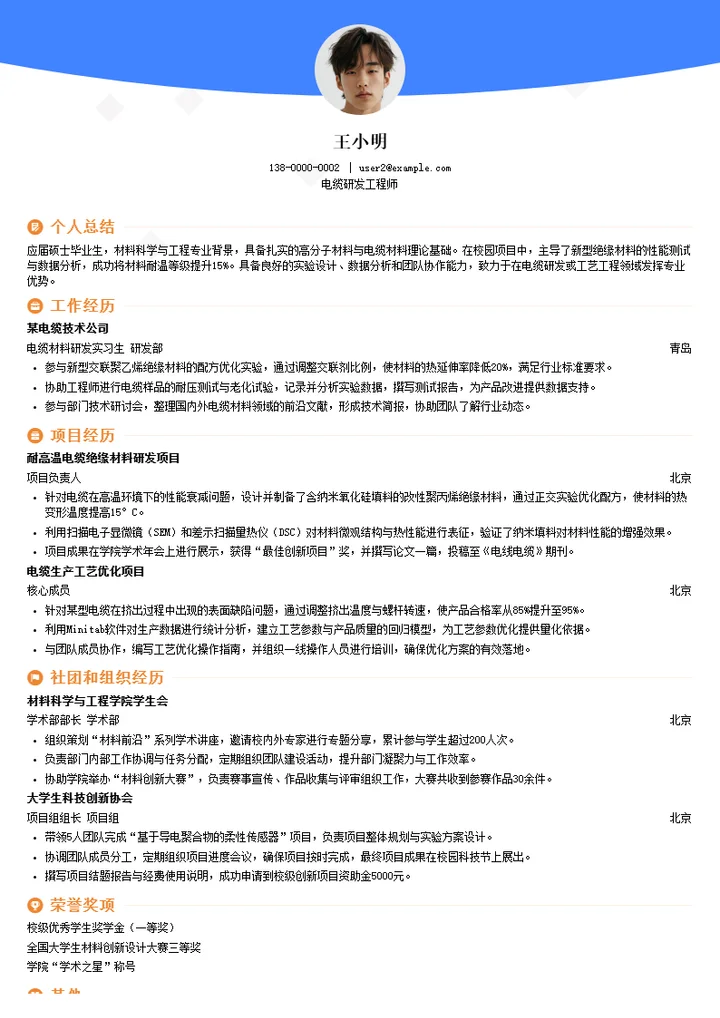 王小明
138-0000-0002 | user2@example.com
电缆研发工程师
个人总结
应届硕士毕业生，材料科学与工程专业背景，具备扎实的高分子材料与电缆材料理论基础。在校园项目中，主导了新型绝缘材料的性能测试
与数据分析，成功将材料耐温等级提升15%。具备良好的实验设计、数据分析和团队协作能力，致力于在电缆研发或工艺工程领域发挥专业
优势。
工作经历
某电缆技术公司
电缆材料研发实习生 研发部 青岛
• 参与新型交联聚乙烯绝缘材料的配方优化实验，通过调整交联剂比例，使材料的热延伸率降低20%，满足行业标准要求。
• 协助工程师进行电缆样品的耐压测试与老化试验，记录并分析实验数据，撰写测试报告，为产品改进提供数据支持。
• 参与部门技术研讨会，整理国内外电缆材料领域的前沿文献，形成技术简报，协助团队了解行业动态。
项目经历
耐高温电缆绝缘材料研发项目
项目负责人 北京
• 针对电缆在高温环境下的性能衰减问题，设计并制备了含纳米氧化硅填料的改性聚丙烯绝缘材料，通过正交实验优化配方，使材料的热
变形温度提高15°C。
• 利用扫描电子显微镜（SEM）和差示扫描量热仪（DSC）对材料微观结构与热性能进行表征，验证了纳米填料对材料性能的增强效果。
• 项目成果在学院学术年会上进行展示，获得“最佳创新项目”奖，并撰写论文一篇，投稿至《电线电缆》期刊。
电缆生产工艺优化项目
核心成员 北京
• 针对某型电缆在挤出过程中出现的表面缺陷问题，通过调整挤出温度与螺杆转速，使产品合格率从85%提升至95%。
• 利用Minitab软件对生产数据进行统计分析，建立工艺参数与产品质量的回归模型，为工艺参数优化提供量化依据。
• 与团队成员协作，编写工艺优化操作指南，并组织一线操作人员进行培训，确保优化方案的有效落地。
社团和组织经历
材料科学与工程学院学生会
学术部部长 学术部 北京
• 组织策划“材料前沿”系列学术讲座，邀请校内外专家进行专题分享，累计参与学生超过200人次。
• 负责部门内部工作协调与任务分配，定期组织团队建设活动，提升部门凝聚力与工作效率。
• 协助学院举办“材料创新大赛”，负责赛事宣传、作品收集与评审组织工作，大赛共收到参赛作品30余件。
大学生科技创新协会
项目组组长 项目组 北京
• 带领5人团队完成“基于导电聚合物的柔性传感器”项目，负责项目整体规划与实验方案设计。
• 协调团队成员分工，定期组织项目进度会议，确保项目按时完成，最终项目成果在校园科技节上展出。
• 撰写项目结题报告与经费使用说明，成功申请到校级创新项目资助金5000元。
荣誉奖项
校级优秀学生奖学金（一等奖）
全国大学生材料创新设计大赛三等奖
学院“学术之星”称号